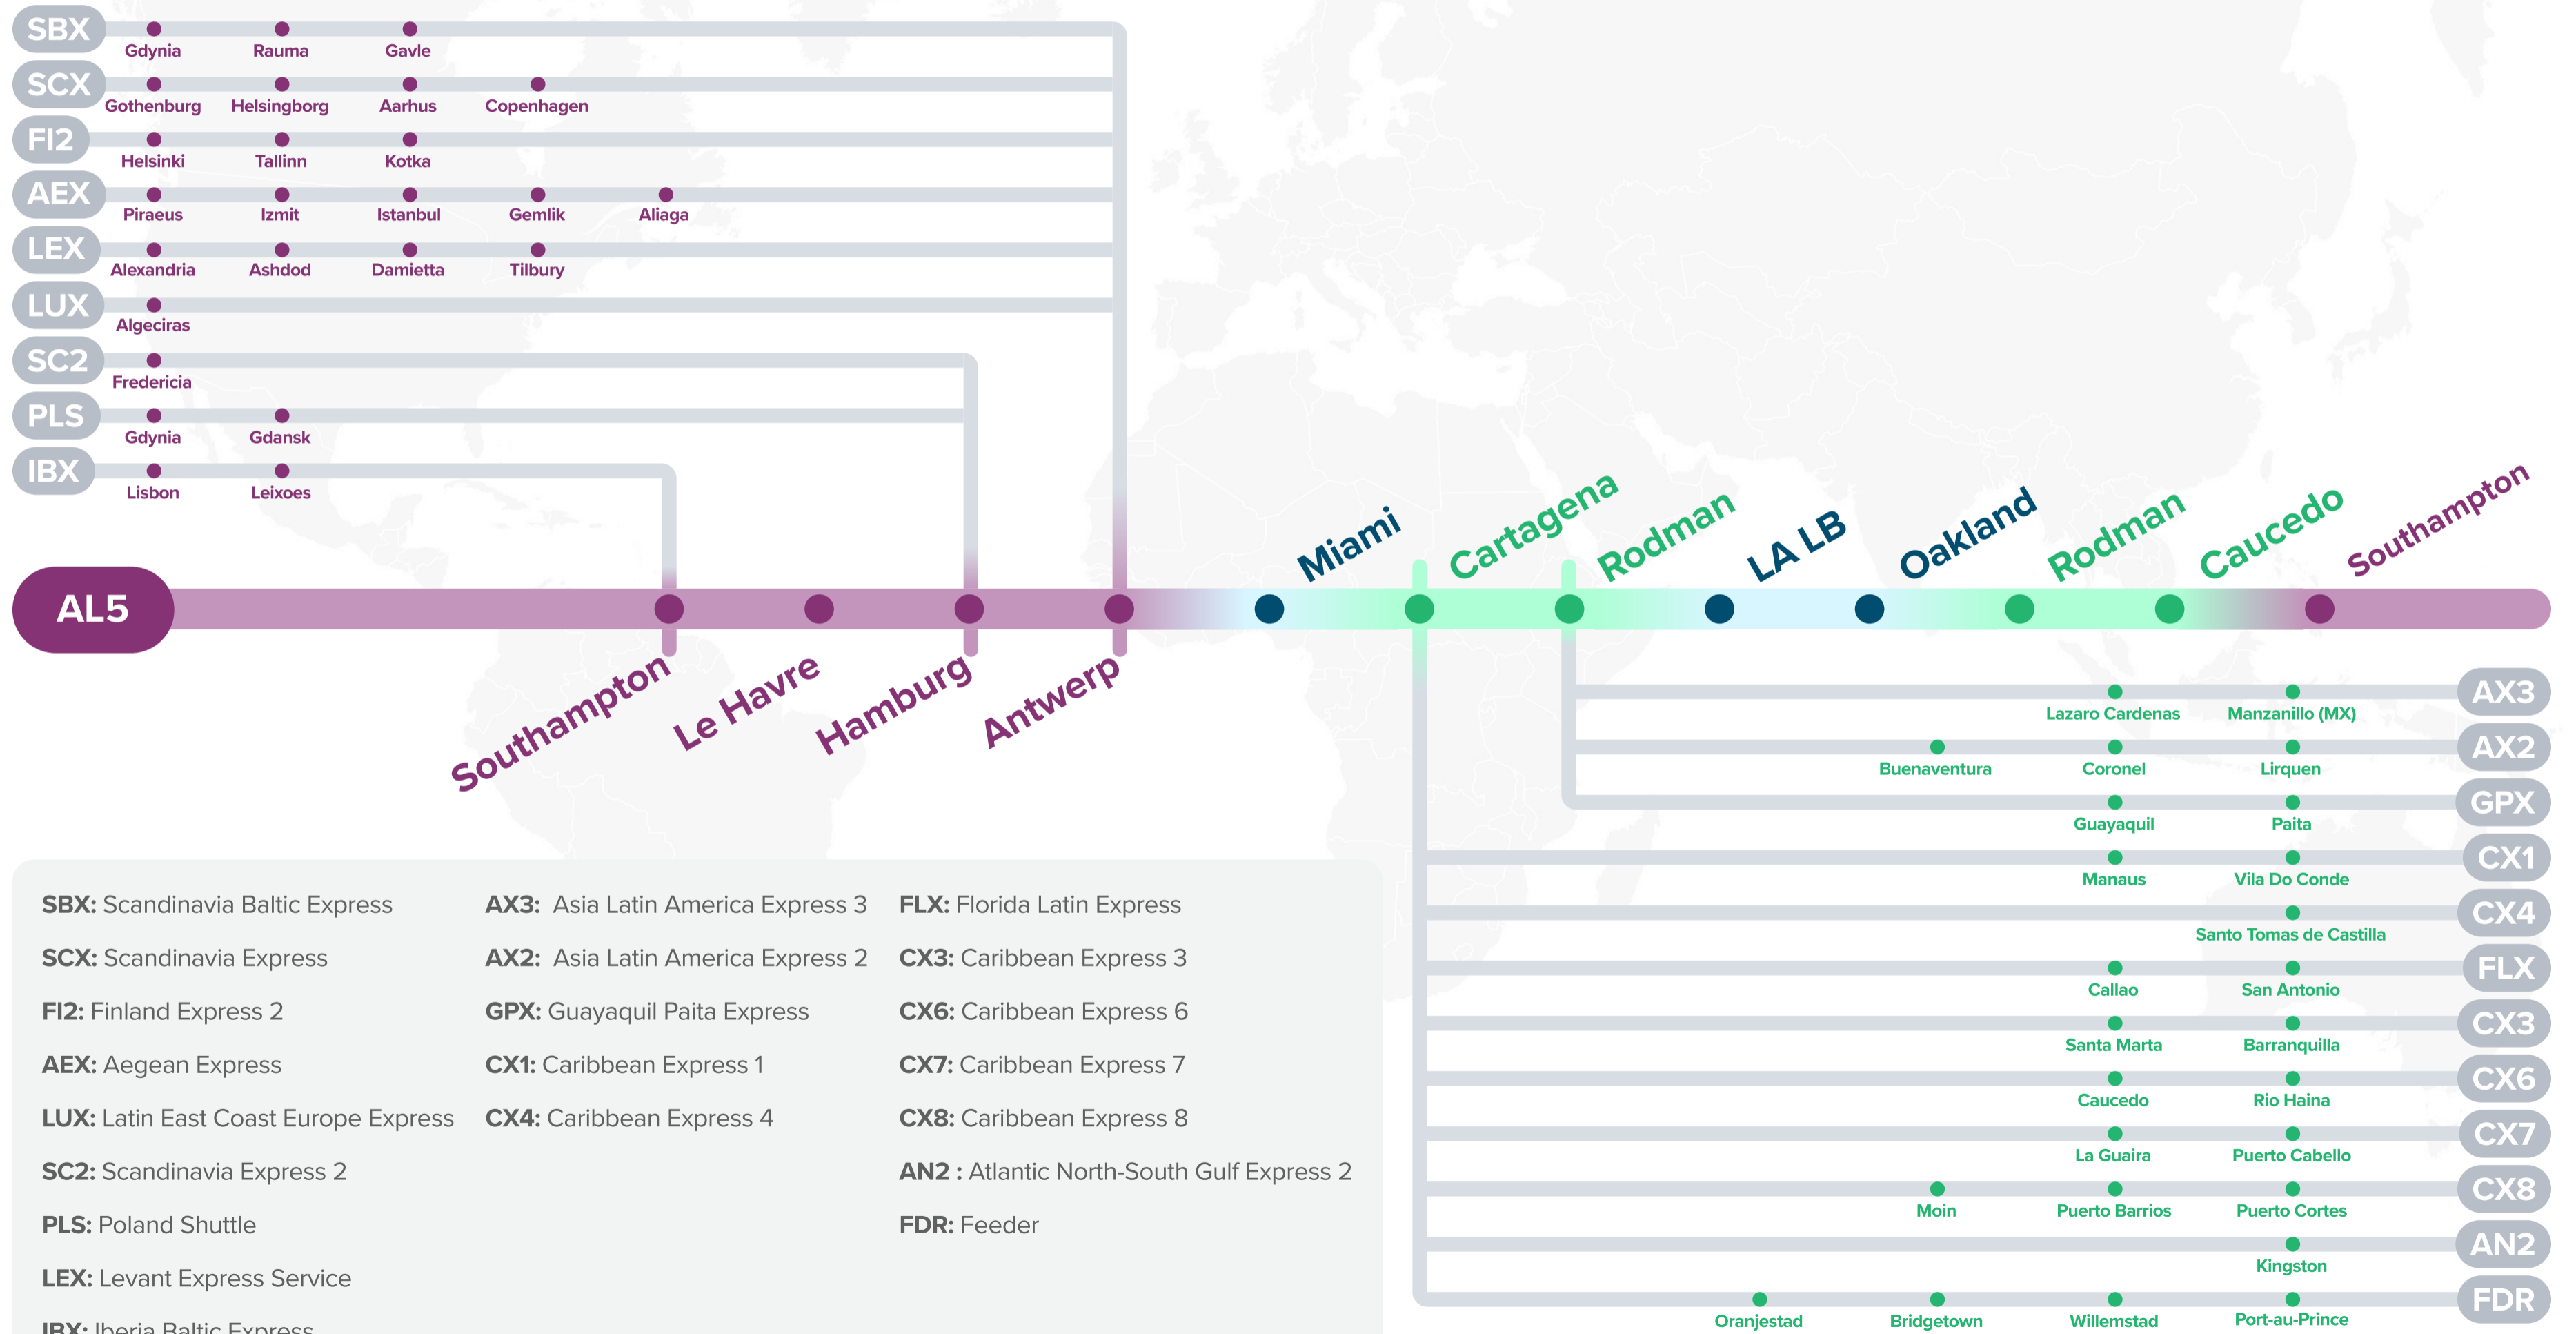 SBX
Gdynia Rauma Gavle
SCX
Gothenburg Helsingborg Aarhus Copenhagen
FI2
Helsinki Tallinn Kotka
AEX
Piraeus Izmit Istanbul Gemlik Aliaga
LEX
Alexandria Ashdod Damietta Tilbury
LUX
Algeciras
SC2
Fredericia
PLS
Gdynia Gdansk
IBX
Lisbon Leixoes
AL5
Southampton
Le Havre
Hamburg
Antwerp
Miami
Cartagena
Rodman
LA LB
Oakland
Rodman
Caucedo
Southampton
AX3
Lazaro Cardenas Manzanillo (MX)
AX2
Buenaventura Coronel Lirquen
GPX
Guayaquil Paita
CX1
Manaus Vila Do Conde
CX4
Santo Tomas de Castilla
FLX
Callao San Antonio
CX3
Santa Marta Barranquilla
CX6
Caucedo Rio Haina
CX7
La Guaira Puerto Cabello
CX8
Moin Puerto Barrios Puerto Cortes
AN2
Kingston
FDR
Oranjestad Bridgetown Willemstad Port-au-Prince
SBX: Scandinavia Baltic Express
SCX: Scandinavia Express
FI2: Finland Express 2
AEX: Aegean Express
LUX: Latin East Coast Europe Express
SC2: Scandinavia Express 2
PLS: Poland Shuttle
LEX: Levant Express Service
IBX: Iberia Baltic Express
AX3: Asia Latin America Express 3
AX2: Asia Latin America Express 2
GPX: Guayaquil Paita Express
CX1: Caribbean Express 1
CX4: Caribbean Express 4
FLX: Florida Latin Express
CX3: Caribbean Express 3
CX6: Caribbean Express 6
CX7: Caribbean Express 7
CX8: Caribbean Express 8
AN2 : Atlantic North-South Gulf Express 2
FDR: Feeder